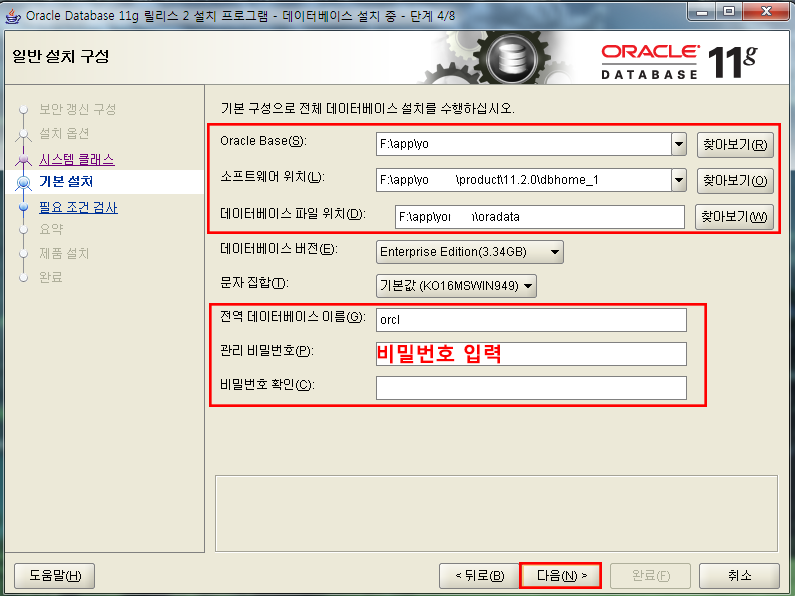 Oracle Database 11g 릴리스 2 설치 프로그램 - 데이터베이스 설치 중 - 단계 4/8
일반 설치 구성
ORACLE DATABASE 11g
보안 갱신 구성
설치 옵션
시스템 클래스
기본 설치
필요 조건 검사
요약
제품 설치
완료
기본 구성으로 전체 데이터베이스 설치를 수행하십시오.
Oracle Base(S): F:\app\yo 찾아보기(R)
소프트웨어 위치(L): F:\app\yo \product\11.2.0\dbhome_1 찾아보기(O)
데이터베이스 파일 위치(D): F:\app\yo \oradata 찾아보기(W)
데이터베이스 버전(E): Enterprise Edition(3.34GB)
문자 집합(T): 기본값 (KO16MSWIN949)
전역 데이터베이스 이름(G): orcl
관리 비밀번호(P): 비밀번호 입력
비밀번호 확인(C):
도움말(H) < 뒤로(B) 다음(N) > 완료(F) 취소